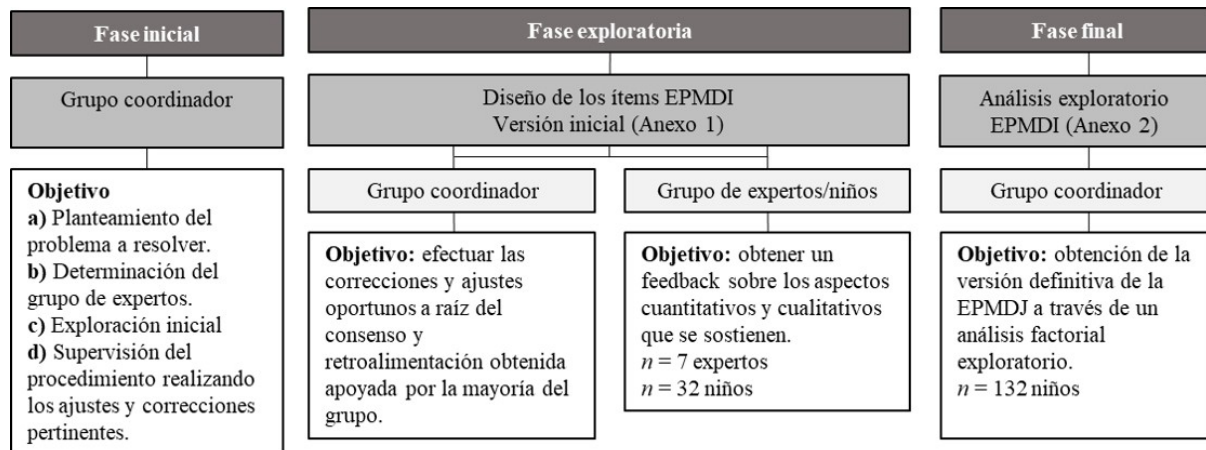 Fase inicial
Grupo coordinador
Objetivo
a) Planteamiento del
problema a resolver.
b) Determinación del
grupo de expertos.
c) Exploración inicial
d) Supervisión del
procedimiento realizando
los ajustes y correcciones
pertinentes.
Fase exploratoria
Diseño de los ítems EPMDI
Versión inicial (Anexo 1)
Grupo coordinador
Objetivo: efectuar las
correcciones y ajustes
oportunos a raíz del
consenso y
retroalimentación obtenida
apoyada por la mayoría del
grupo.
Grupo de expertos/niños
Objetivo: obtener un
feedback sobre los aspectos
cuantitativos y cualitativos
que se sostienen.
n = 7 expertos
n = 32 niños
Fase final
Análisis exploratorio
EPMDI (Anexo 2)
Grupo coordinador
Objetivo: obtención de la
versión definitiva de la
EPMDJ a través de un
análisis factorial
exploratorio.
n = 132 niños